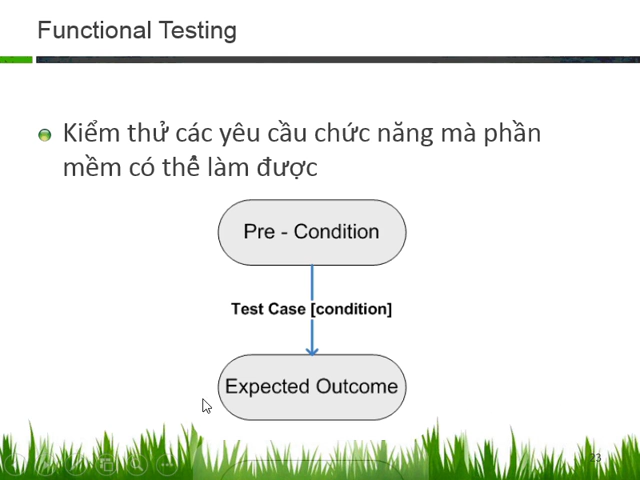 Functional Testing
Kiểm thử các yêu cầu chức năng mà phần
mềm có thể làm được
Pre - Condition
Test Case [condition]
Expected Outcome
23